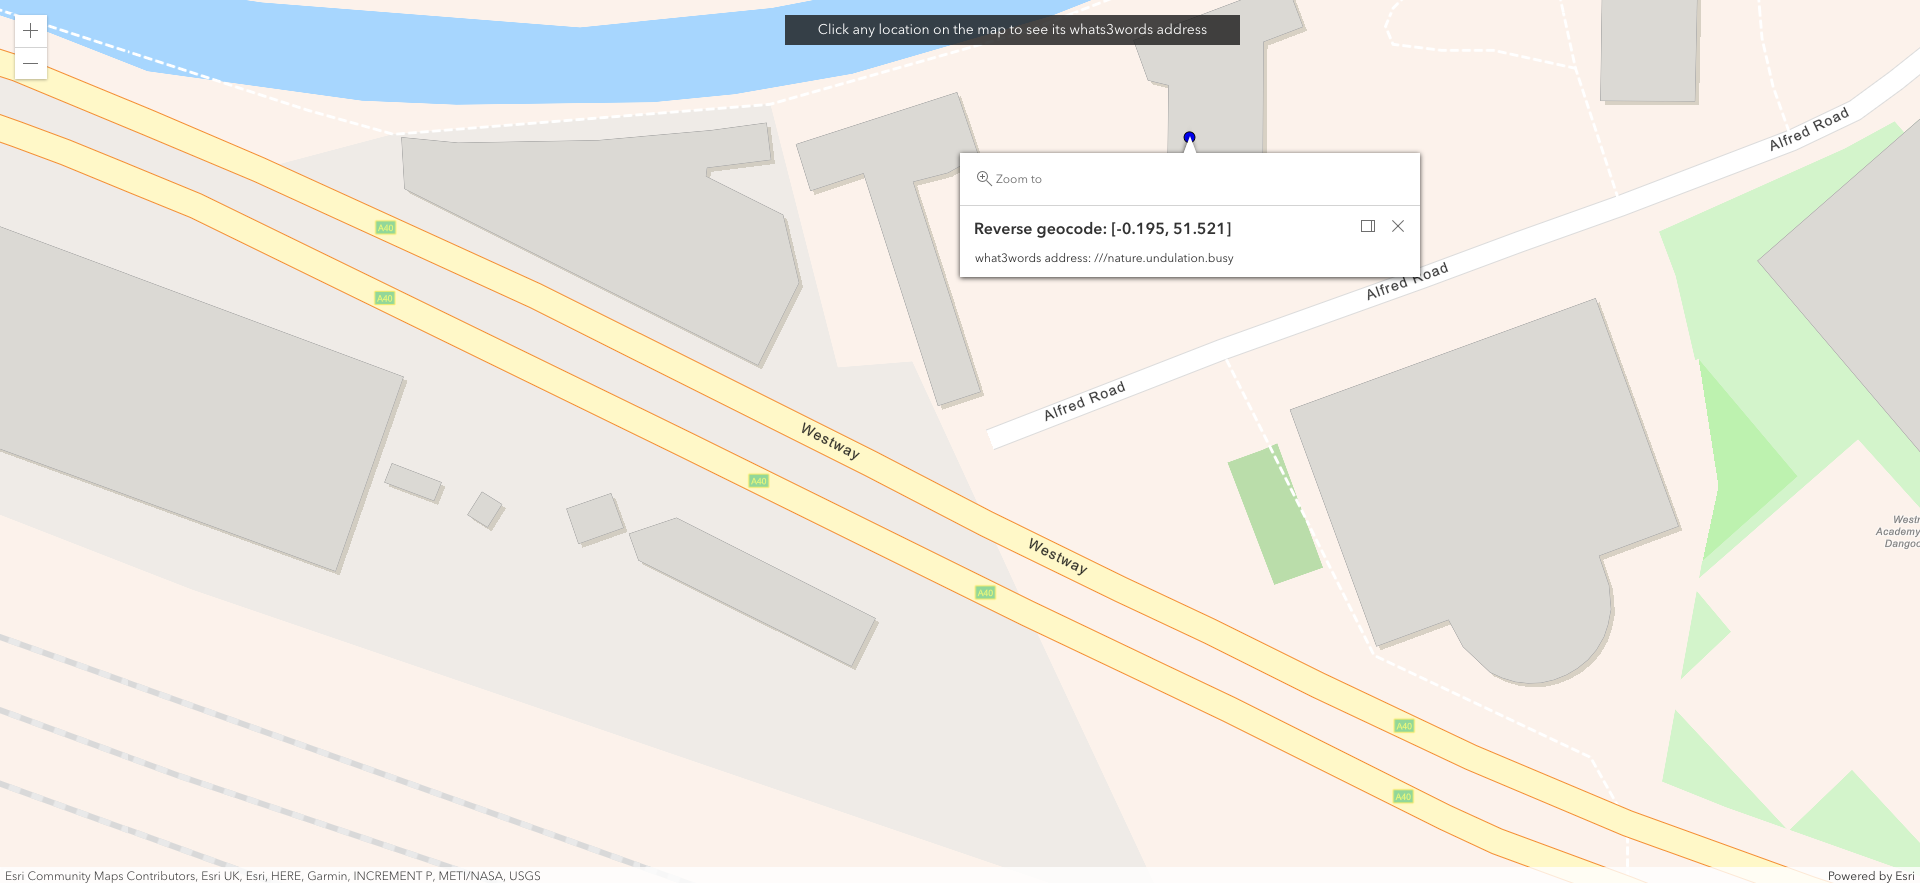 Click any location on the map to see its whats3words address
Alfred Road
Zoom to
A40
Reverse geocode: [-0.195, 51.521]
what3words address: ///nature.undulation.busy
Alfred Road
A40
Alfred Road
Westway
A40
Westway
A40
Academy
A40
A40
Esri Community Maps Contributors, Esri UK, Esri, HERE, Garmin, INCREMENT P, METI/NASA, USGS
Powered by Esri